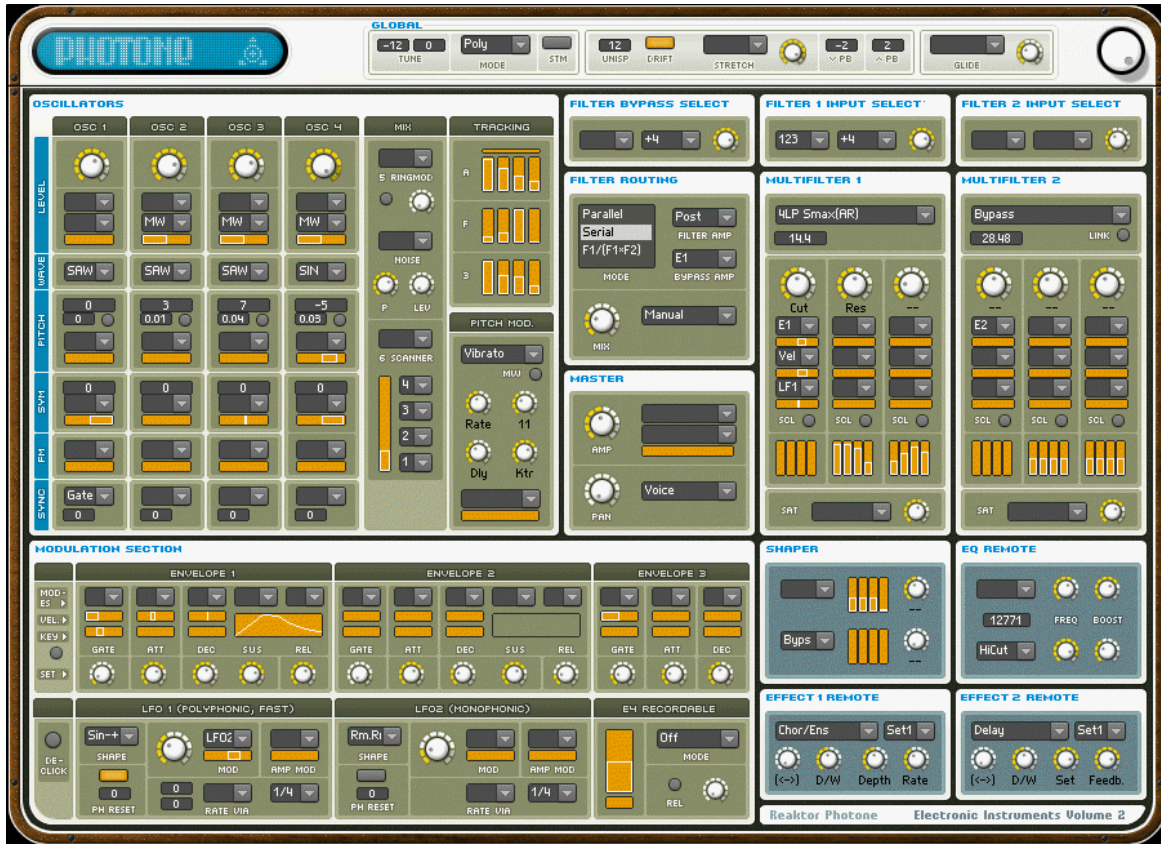 PHOTONE
GLOBAL
-12 0
TUNE
Poly
MODE
STM
12
UNISP
DRIFT
STRETCH
-2
PB
2
PB
GLIDE
OSCILLATORS
OSC 1 OSC 2 OSC 3 OSC 4 MIX TRACKING
LEVEL
MW MW MW
WAVE
SAW SAW SAW SIN
PITCH
0 3 7 -5
0 0.01 0.04 0.03
SYM
0 0 0 0
FM
SYNC
Gate
0 0 0 0
5 RINGMOD
NOISE
P LEV
6 SCANNER
4
3
2
1
A
F
3
PITCH MOD.
Vibrato
MW
Rate 11
Dly Ktr
FILTER BYPASS SELECT
+4
FILTER 1 INPUT SELECT
123 +4
FILTER 2 INPUT SELECT
FILTER ROUTING
Parallel
Serial
F1/(F1*F2)
MODE
Post
FILTER AMP
E1
BYPASS AMP
MIX
Manual
MASTER
AMP
PAN
Voice
MULTIFILTER 1
4LP Smax(AR)
14.4
Cut Res --
E1
Vel
LF1
SCL SCL SCL
SAT
MULTIFILTER 2
Bypass
28.48
LINK
-- -- --
E2
SCL SCL SCL
SAT
MODULATION SECTION
ENVELOPE 1 ENVELOPE 2 ENVELOPE 3
MOD-
ES
VEL.
KEY
SET
GATE ATT DEC SUS REL
GATE ATT DEC SUS REL
GATE ATT DEC
DE-
CLICK
LFO 1 (POLYPHONIC, FAST)
Sin-+
SHAPE
0
PH RESET
LFO2
MOD
AMP MOD
0
0
RATE VIA
1/4
LFO2 (MONOPHONIC)
Rm.Ri
SHAPE
0
PH RESET
MOD
AMP MOD
RATE VIA
1/4
E4 RECORDABLE
Off
MODE
REL
SHAPER
--
Byps
--
EQ REMOTE
12771
FREQ BOOST
HiCut
EFFECT 1 REMOTE
Chor/Ens Set1
(<->) D/W Depth Rate
EFFECT 2 REMOTE
Delay Set1
(<->) D/W Set Feedb.
Reaktor Photone Electronic Instruments Volume 2